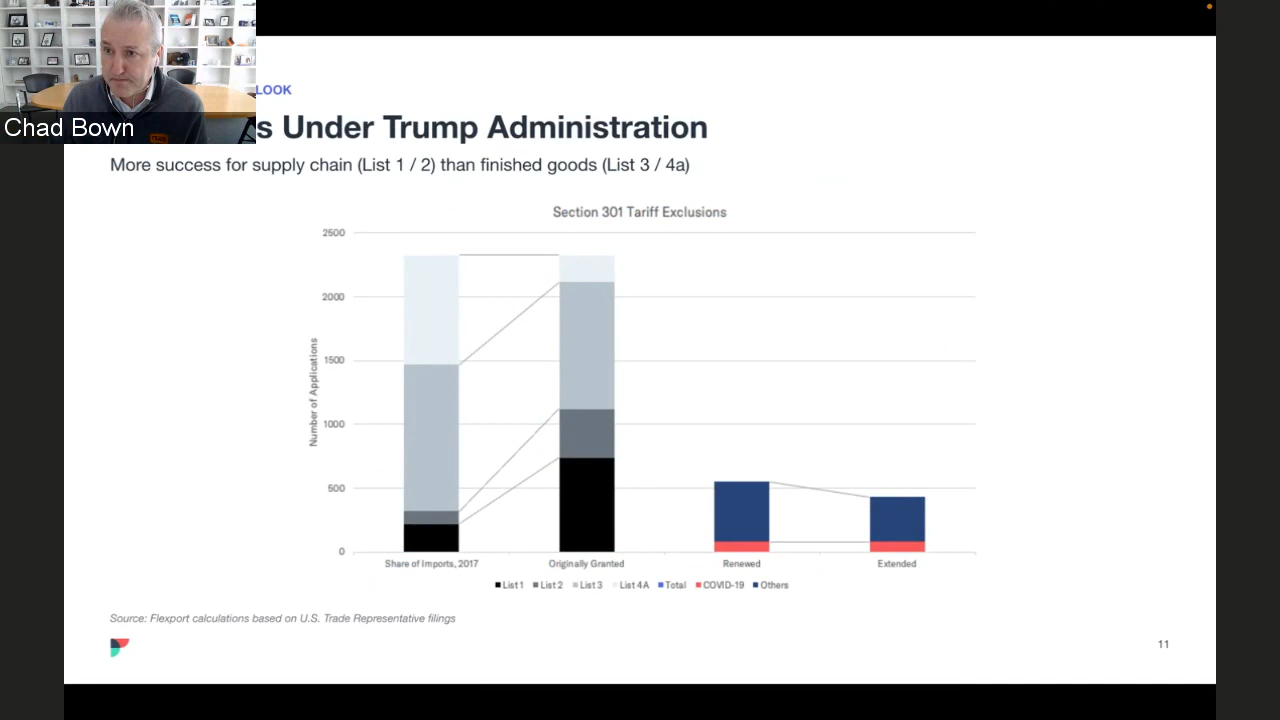 LOOK
Chad Bown
s Under Trump Administration
More success for supply chain (List 1 / 2) than finished goods (List 3 / 4a)
Section 301 Tariff Exclusions
2500
2000
1500
1000
500
0
Number of Applications
Share of Imports, 2017
Originally Granted
Renewed
Extended
List 1 List 2 List 3 List 4A Total COVID-19 Others
Source: Flexport calculations based on U.S. Trade Representative filings
11